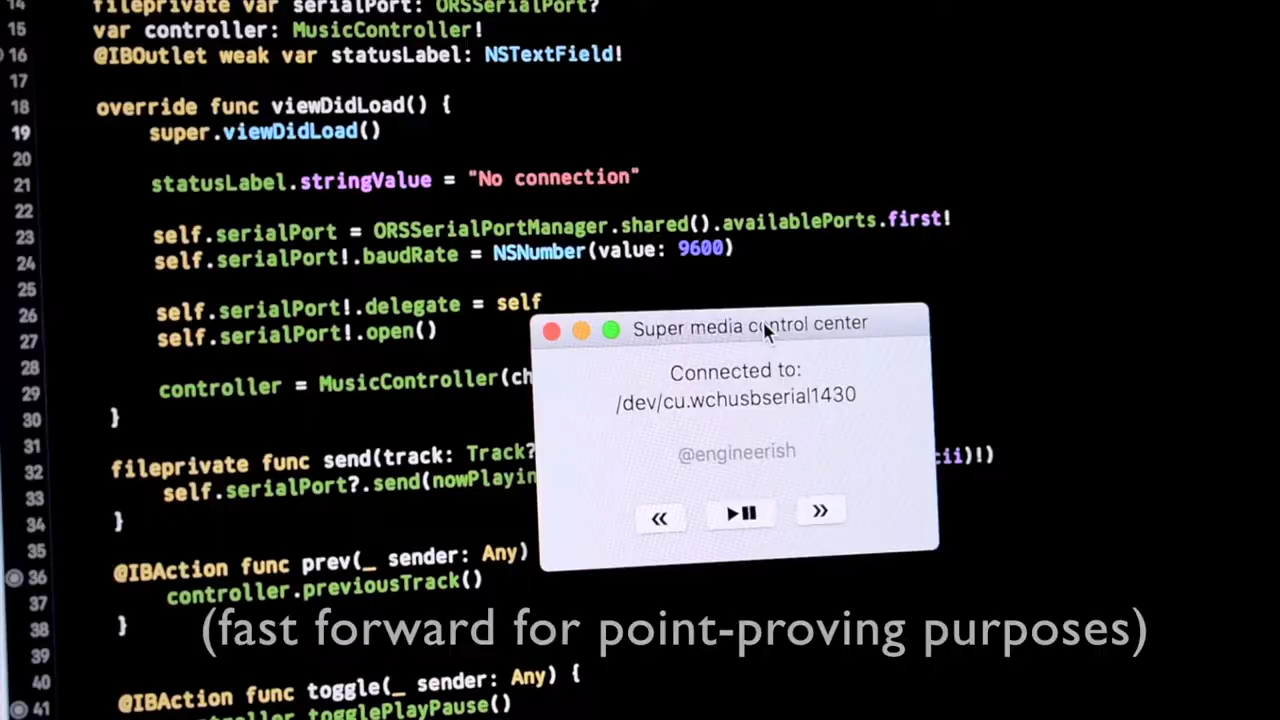 14 fileprivate var serialPort: ORSSerialPort?
15 var controller: MusicController!
16 @IBOutlet weak var statusLabel: NSTextField!
17
18 override func viewDidLoad() {
19 super.viewDidLoad()
20
21 statusLabel.stringValue = "No connection"
22
23 self.serialPort = ORSSerialPortManager.shared().availablePorts.first!
24 self.serialPort!.baudRate = NSNumber(value: 9600)
25
26 self.serialPort!.delegate = self
27 self.serialPort!.open()
28
29 controller = MusicController(ch
30 }
31
32 fileprivate func send(track: Track?
33 self.serialPort?.send(nowPlayin ii)!)
34 }
35
36 @IBAction func prev(_ sender: Any)
37 controller.previousTrack()
38 }
39
40 @IBAction func toggle(_ sender: Any) {
41 controller.togglePlayPause()
Super media control center
Connected to:
/dev/cu.wchusbserial1430
@engineerish
(fast forward for point-proving purposes)